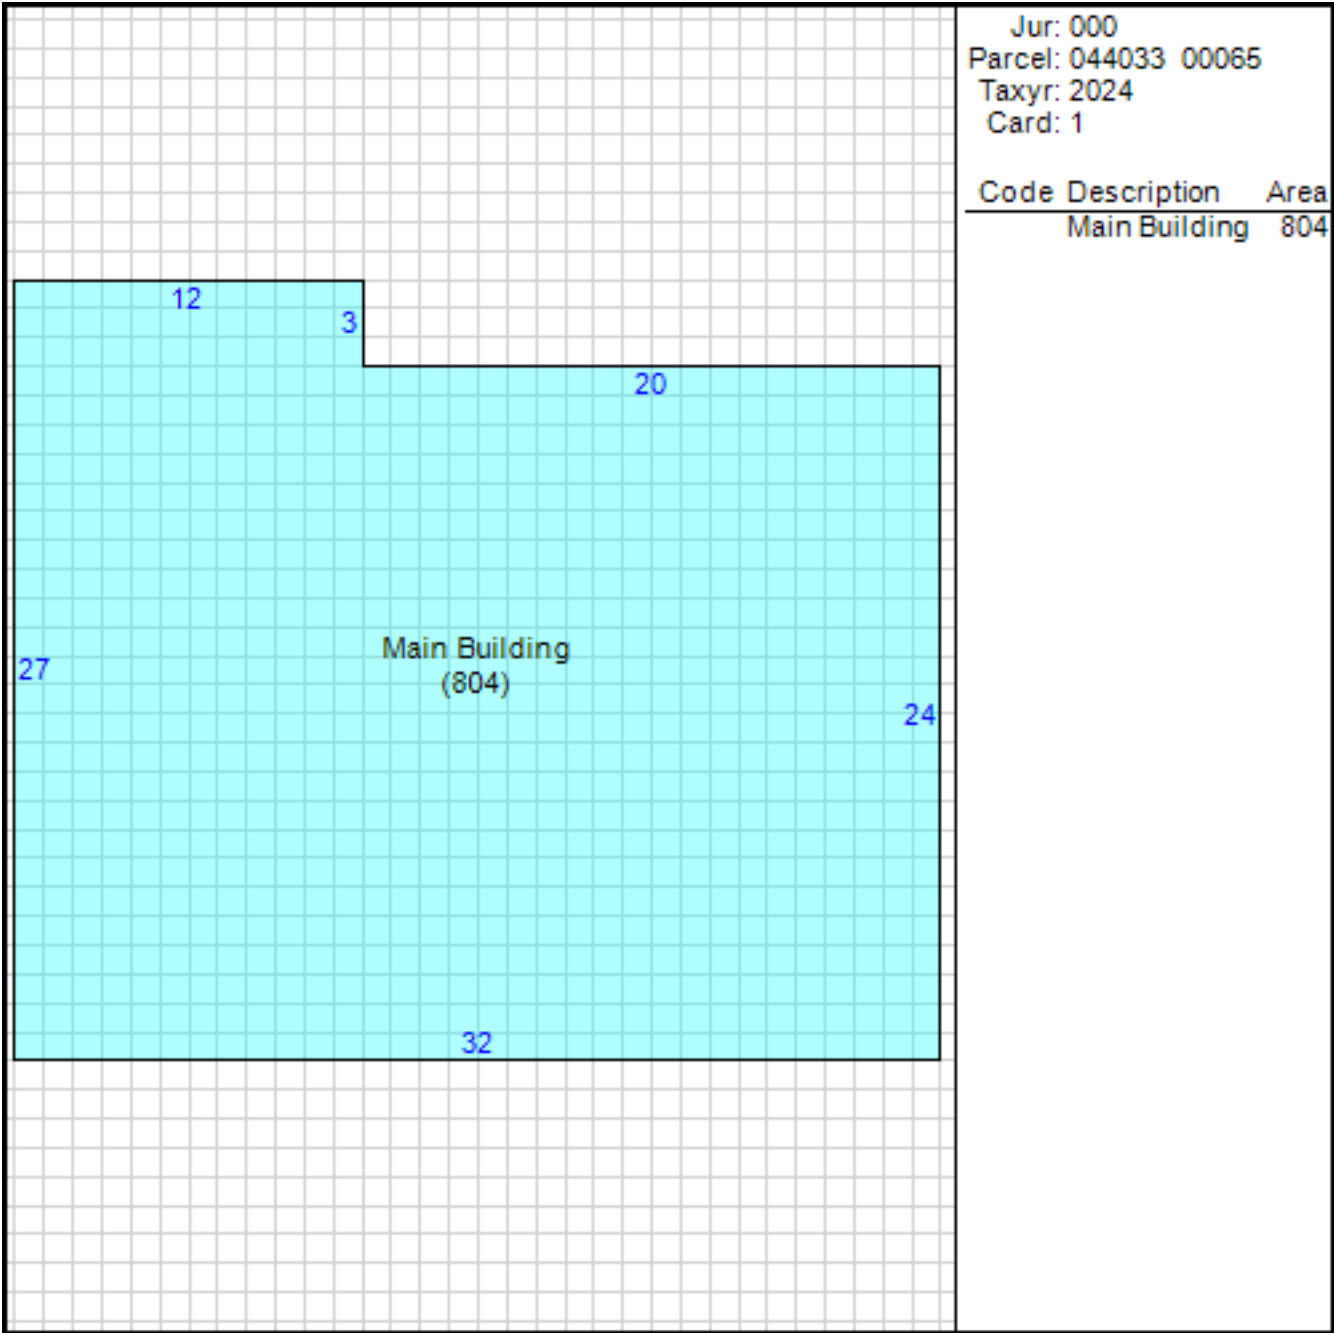 Jur: 000
Parcel: 044033 00065
Taxyr: 2024
Card: 1
Code Description Area
Main Building 804
12
3
20
Main Building
(804)
27
24
32